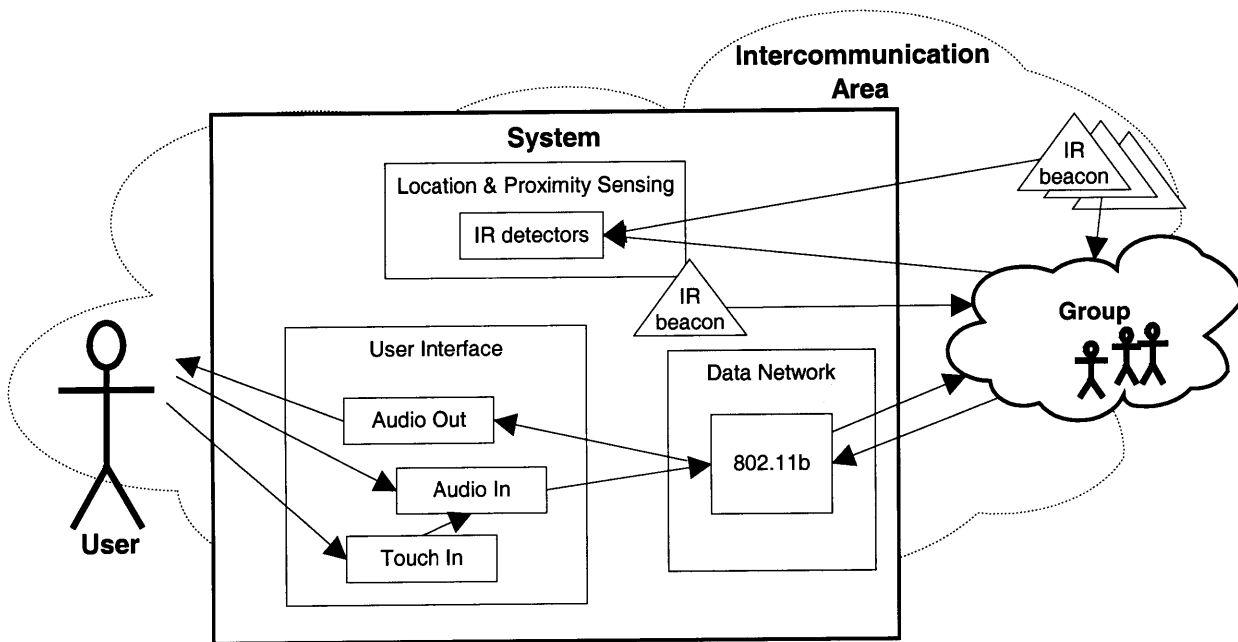 Intercommunication
Area
System
IR
beacon
Location & Proximity Sensing
IR detectors
IR
beacon
Group
User Interface
Data Network
Audio Out
802.11b
Audio In
Touch In
User